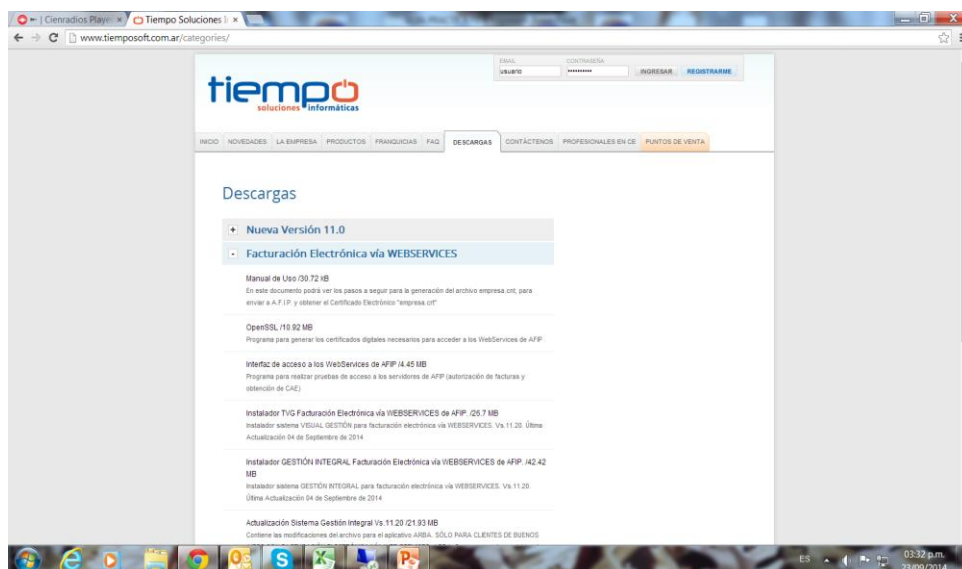 Cienradios Playe
Tiempo Soluciones I
www.tiemposoft.com.ar/categories/
EMAIL
CONTRASEÑA
usuario
INGRESAR
REGISTRARME
tiempo
soluciones informáticas
INICIO NOVEDADES LA EMPRESA PRODUCTOS FRANQUICIAS FAQ DESCARGAS CONTÁCTENOS PROFESIONALES EN CE PUNTOS DE VENTA
Descargas
+ Nueva Versión 11.0
- Facturación Electrónica vía WEBSERVICES
Manual de Uso /30.72 kB
En este documento podrá ver los pasos a seguir para la generación del archivo empresa.cnt, para
enviar a A.F.I.P. y obtener el Certificado Electrónico "empresa.crt"
OpenSSL /10.92 MB
Programa para generar los certificados digitales necesarios para acceder a los WebServices de AFIP
Interfaz de acceso a los WebServices de AFIP /4.45 MB
Programa para realizar pruebas de acceso a los servidores de AFIP (autorización de facturas y
obtención de CAE)
Instalador TVG Facturación Electrónica vía WEBSERVICES de AFIP. /26.7 MB
Instalador sistema VISUAL GESTIÓN para facturación electrónica vía WEBSERVICES. Vs.11.20. Última
Actualización 04 de Septiembre de 2014
Instalador GESTIÓN INTEGRAL Facturación Electrónica vía WEBSERVICES de AFIP. /42.42
MB
Instalador sistema GESTIÓN INTEGRAL para facturación electrónica vía WEBSERVICES. Vs.11.20.
Última Actualización 04 de Septiembre de 2014
Actualización Sistema Gestión Integral Vs.11.20 /21.93 MB
Contiene las modificaciones del archivo para el aplicativo ARBA. SÓLO PARA CLIENTES DE BUENOS
ES
03:32 p.m.
23/09/2014